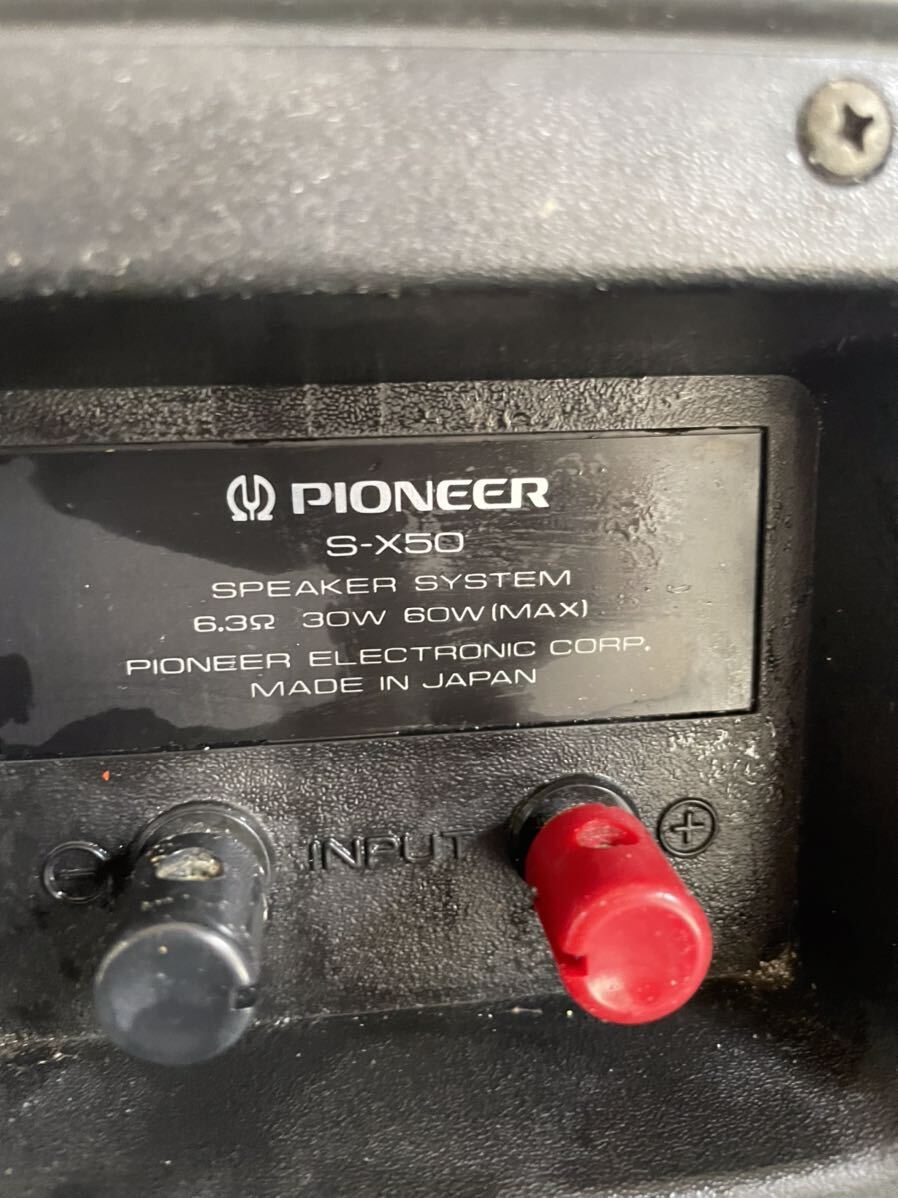 PIONEER
S-X50
SPEAKER SYSTEM
6.3Ω 30W 60W(MAX)
PIONEER ELECTRONIC CORP.
MADE IN JAPAN
⊖ INPUT ⊕